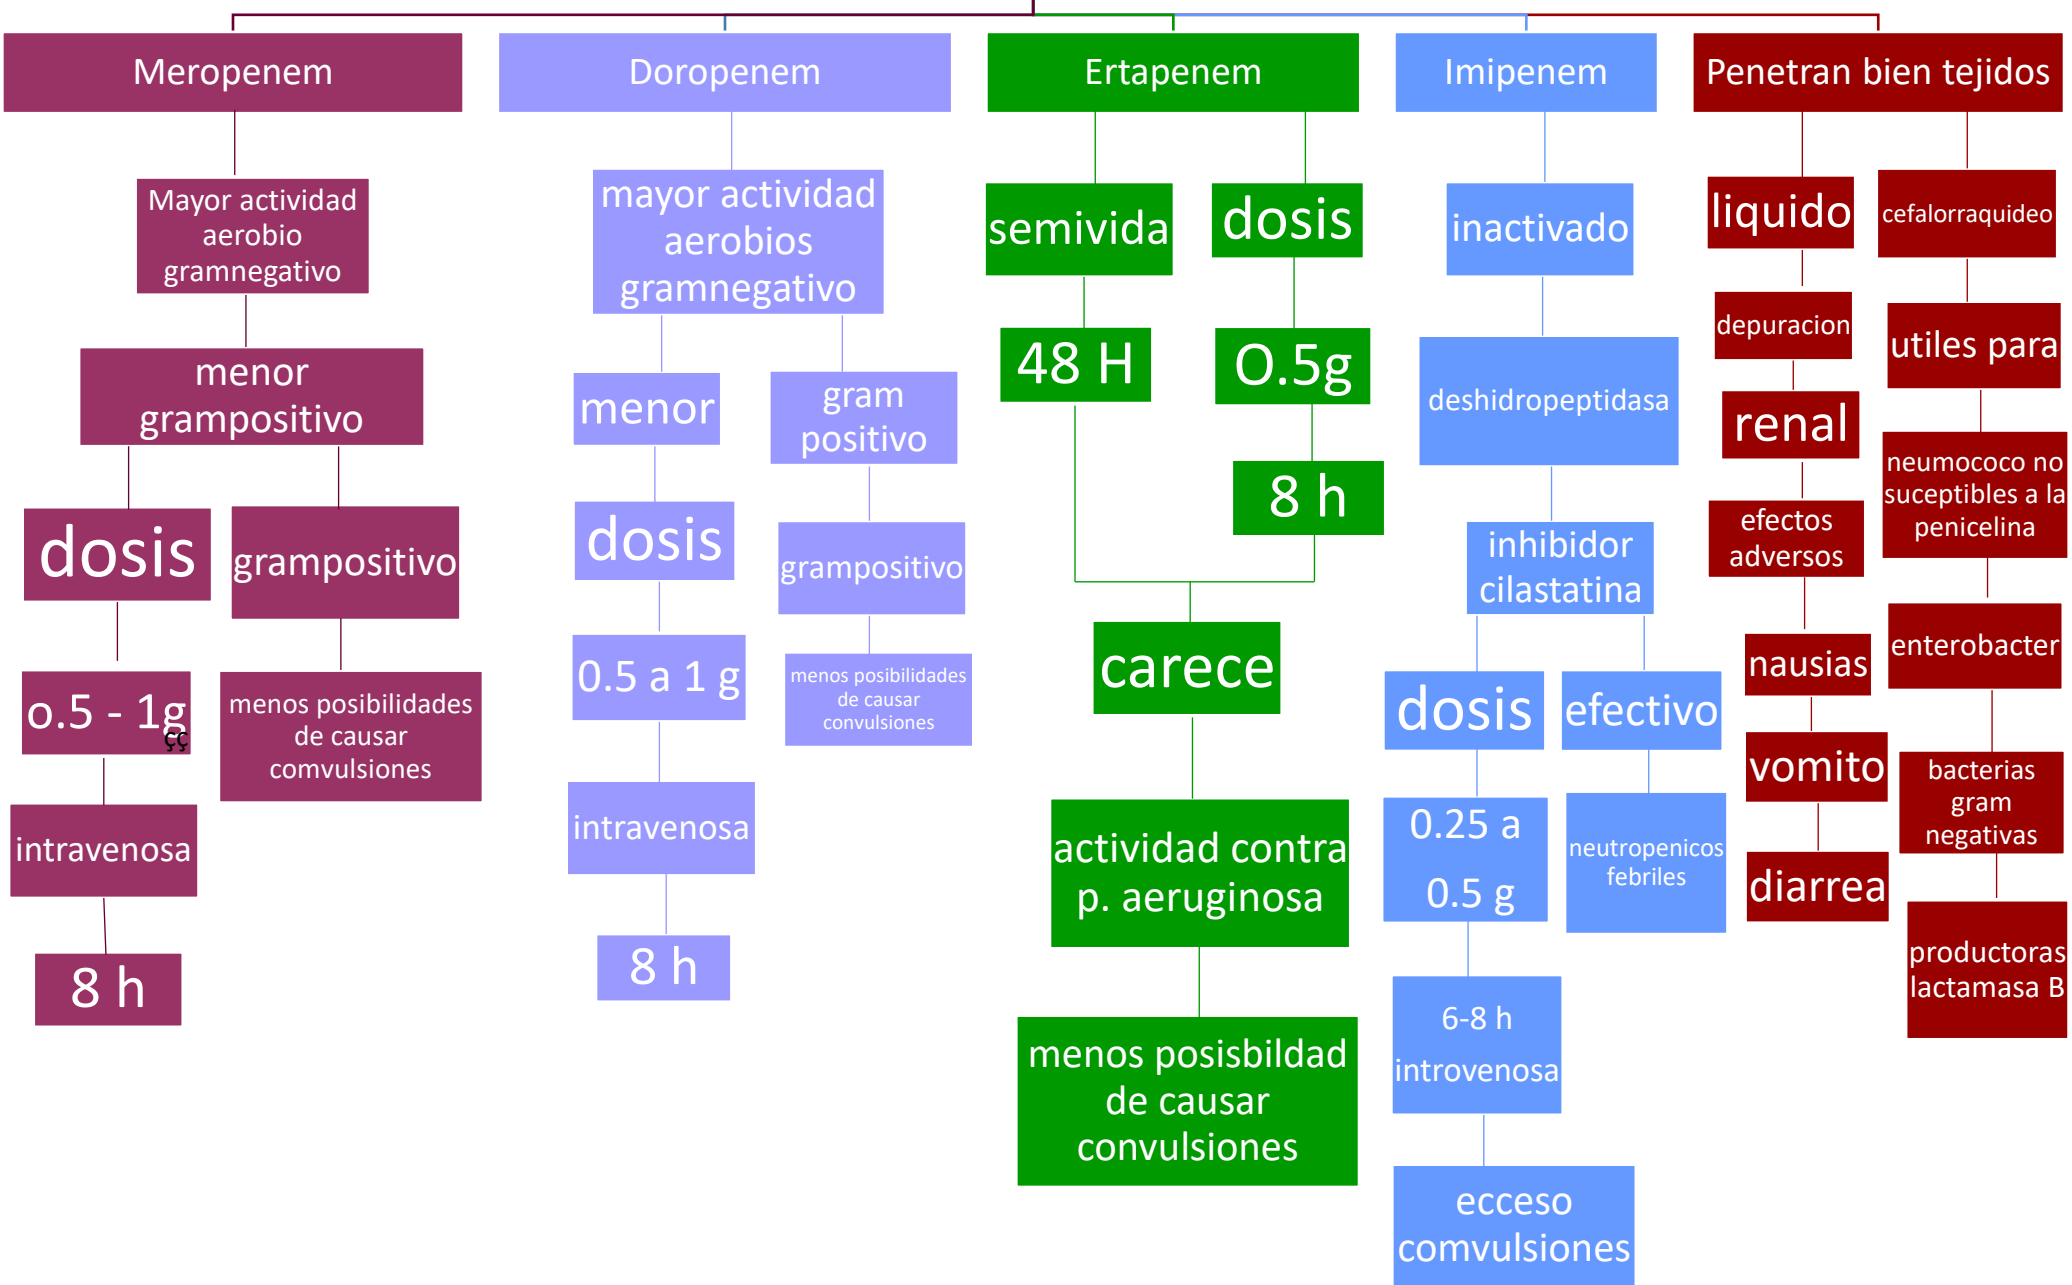 Meropenem
Mayor actividad
aerobio
gramnegativo
menor
grampositivo
dosis
o.5 - 1g
çç
intravenosa
8 h
grampositivo
menos posibilidades
de causar
comvulsiones
Doropenem
mayor actividad
aerobios
gramnegativo
menor
dosis
0.5 a 1 g
intravenosa
8 h
gram
positivo
grampositivo
menos posibilidades
de causar
convulsiones
Ertapenem
semivida
48 H
dosis
O.5g
8 h
carece
actividad contra
p. aeruginosa
menos posisbildad
de causar
convulsiones
Imipenem
inactivado
deshidropeptidasa
inhibidor
cilastatina
dosis
0.25 a
0.5 g
6-8 h
introvenosa
ecceso
comvulsiones
efectivo
neutropenicos
febriles
Penetran bien tejidos
liquido
depuracion
renal
efectos
adversos
nausias
vomito
diarrea
cefalorraquideo
utiles para
neumococo no
suceptibles a la
penicelina
enterobacter
bacterias
gram
negativas
productoras
lactamasa B